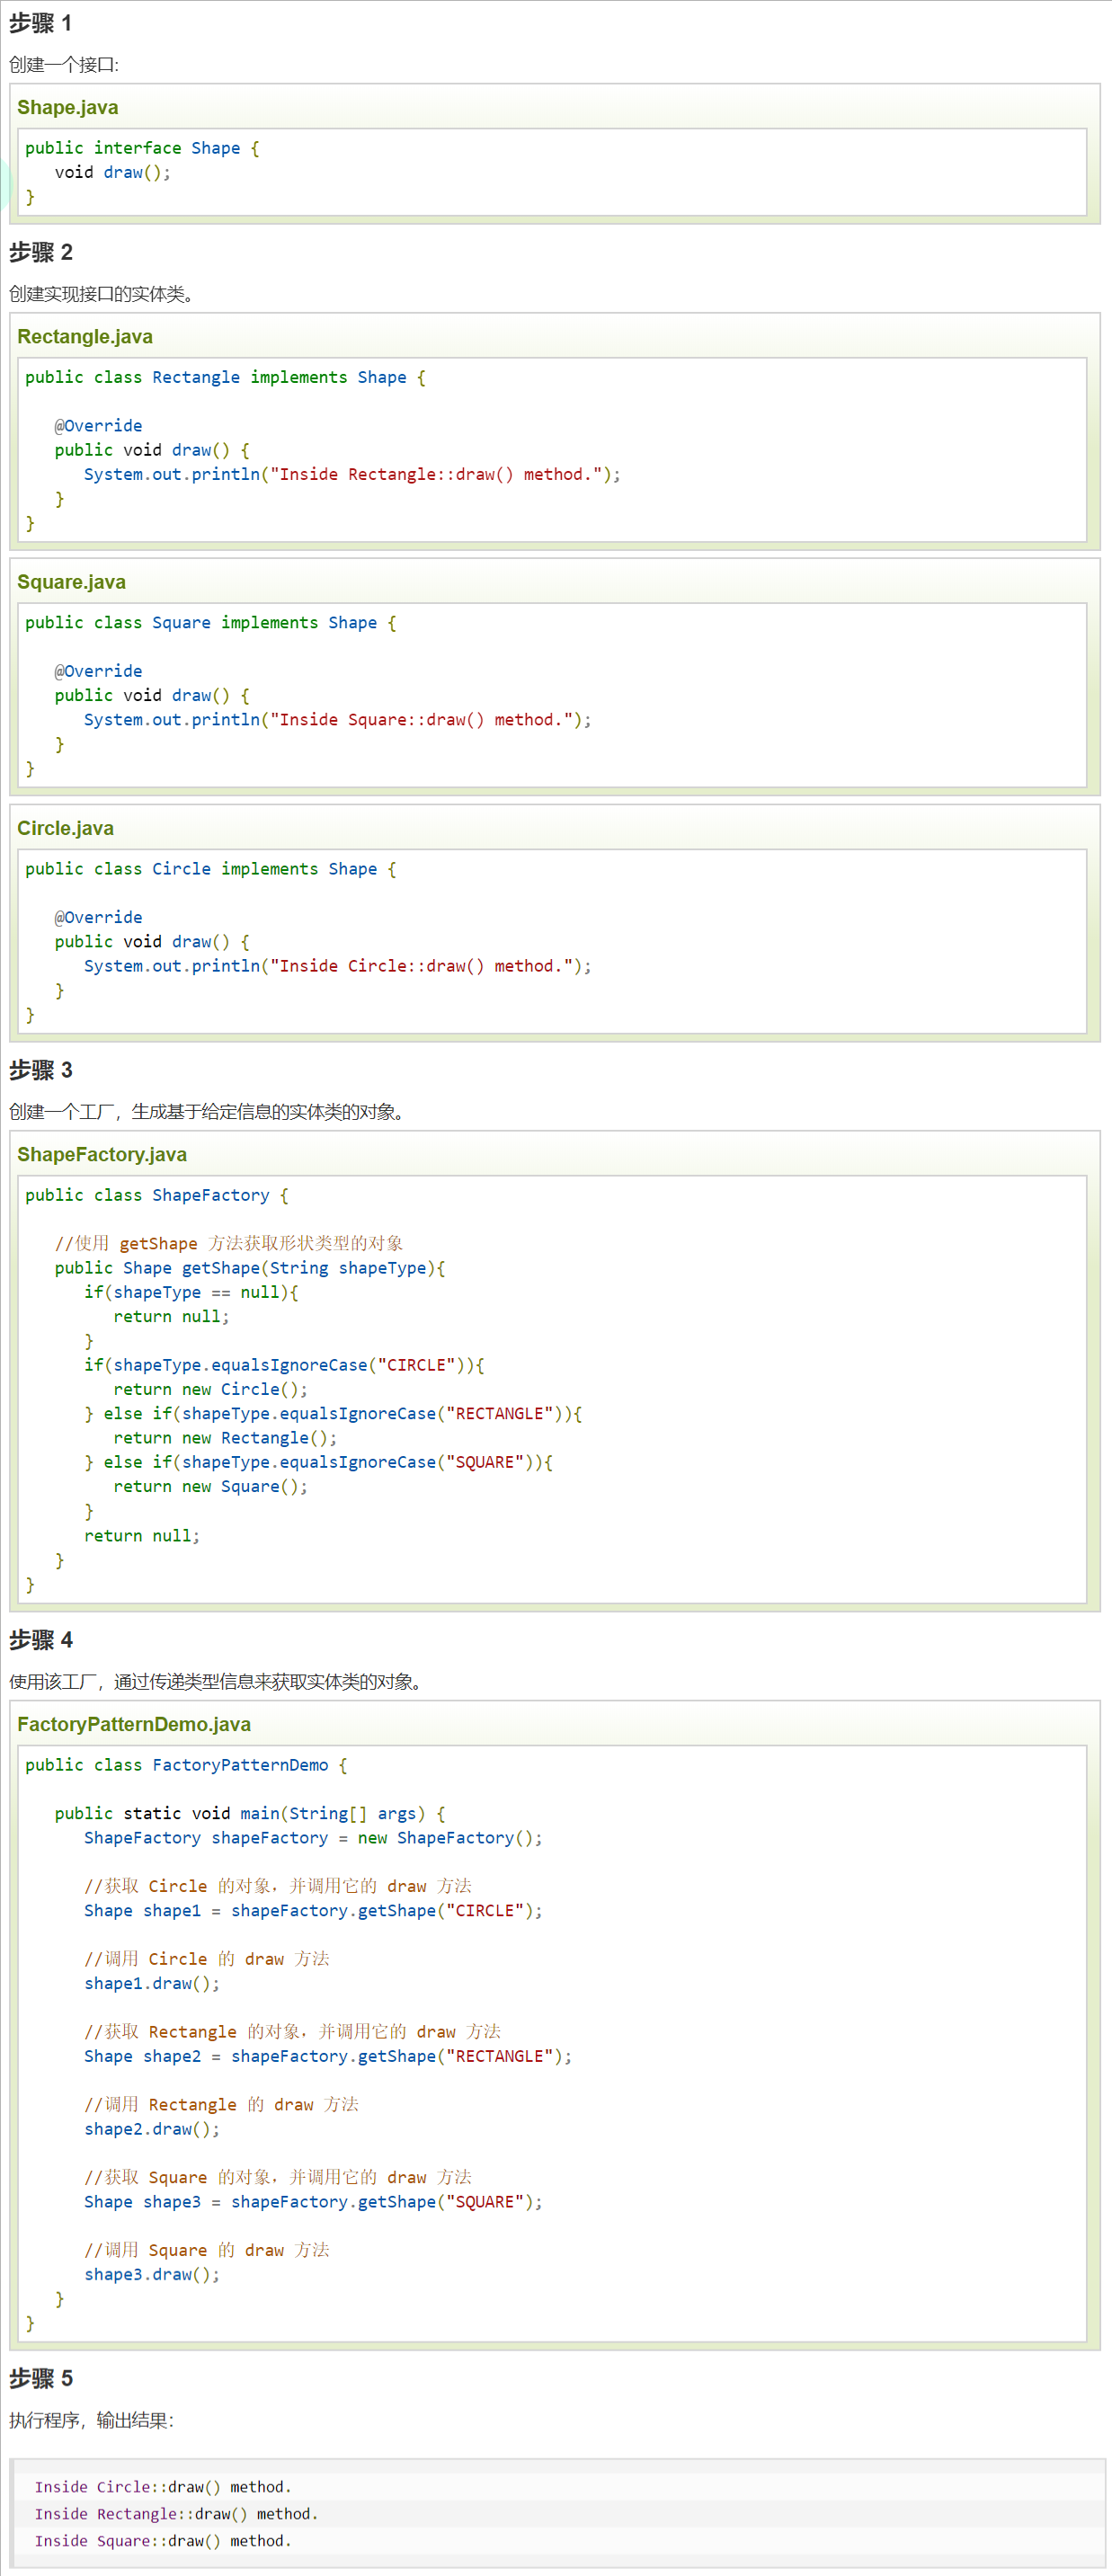 步骤 1
创建一个接口:
Shape.java
public interface Shape {
   void draw();
}
步骤 2
创建实现接口的实体类。
Rectangle.java
public class Rectangle implements Shape {
   @Override
   public void draw() {
      System.out.println("Inside Rectangle::draw() method.");
   }
}
Square.java
public class Square implements Shape {
   @Override
   public void draw() {
      System.out.println("Inside Square::draw() method.");
   }
}
Circle.java
public class Circle implements Shape {
   @Override
   public void draw() {
      System.out.println("Inside Circle::draw() method.");
   }
}
步骤 3
创建一个工厂，生成基于给定信息的实体类的对象。
ShapeFactory.java
public class ShapeFactory {
   //使用 getShape 方法获取形状类型的对象
   public Shape getShape(String shapeType){
      if(shapeType == null){
         return null;
      }
      if(shapeType.equalsIgnoreCase("CIRCLE")){
         return new Circle();
      } else if(shapeType.equalsIgnoreCase("RECTANGLE")){
         return new Rectangle();
      } else if(shapeType.equalsIgnoreCase("SQUARE")){
         return new Square();
      }
      return null;
   }
}
步骤 4
使用该工厂，通过传递类型信息来获取实体类的对象。
FactoryPatternDemo.java
public class FactoryPatternDemo {
   public static void main(String[] args) {
      ShapeFactory shapeFactory = new ShapeFactory();
      //获取 Circle 的对象，并调用它的 draw 方法
      Shape shape1 = shapeFactory.getShape("CIRCLE");
      //调用 Circle 的 draw 方法
      shape1.draw();
      //获取 Rectangle 的对象，并调用它的 draw 方法
      Shape shape2 = shapeFactory.getShape("RECTANGLE");
      //调用 Rectangle 的 draw 方法
      shape2.draw();
      //获取 Square 的对象，并调用它的 draw 方法
      Shape shape3 = shapeFactory.getShape("SQUARE");
      //调用 Square 的 draw 方法
      shape3.draw();
   }
}
步骤 5
执行程序，输出结果：
Inside Circle::draw() method.
Inside Rectangle::draw() method.
Inside Square::draw() method.